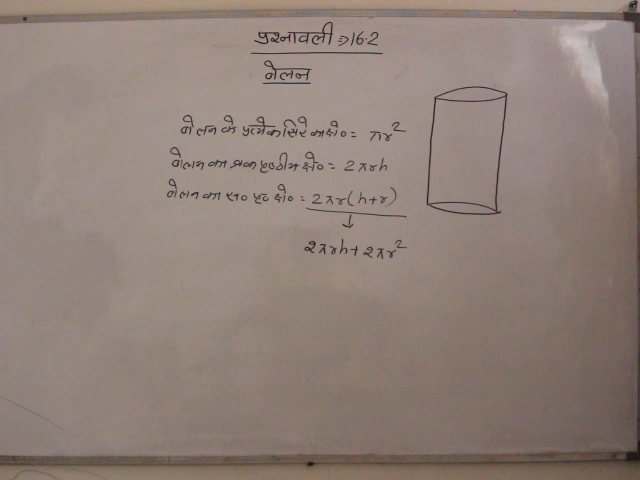 प्रश्नावली ⇒ 16.2
बेलन
बेलन के प्रत्येक सिरे का क्षे० = πr²
बेलन का वक्र पृष्ठीय क्षे० = 2πrh
बेलन का स० पृष्ठ क्षे० = 2πr(h+r)
↓
2πrh + 2πr²